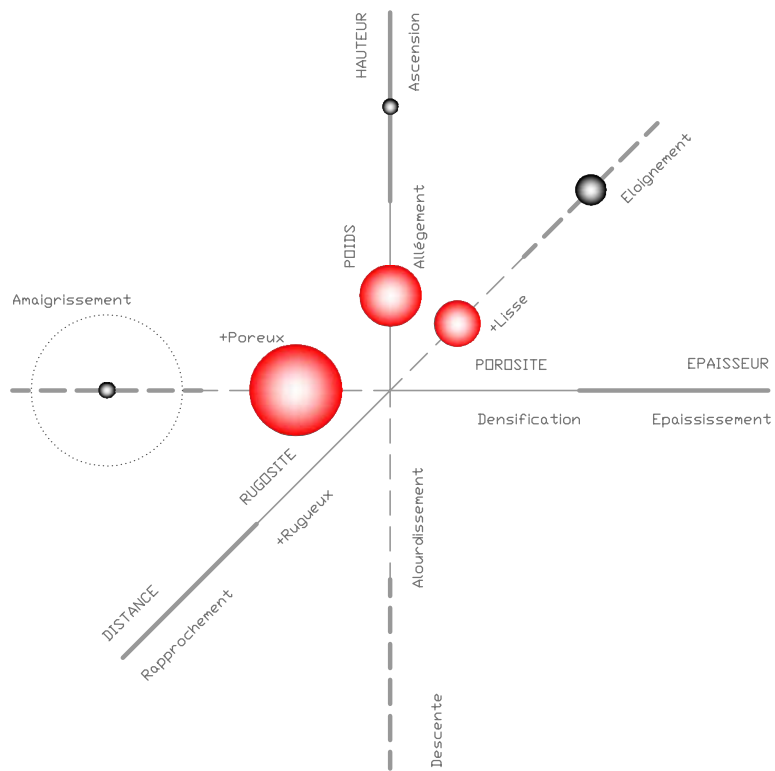 HAUTEUR
Ascension
Eloignement
POIDS
Allégement
Amaigrissement
+Poreux
+Lisse
POROSITE
EPAISSEUR
Densification
Epaississement
RUGOSITE
+Rugueux
Alourdissement
DISTANCE
Rapprochement
Descente